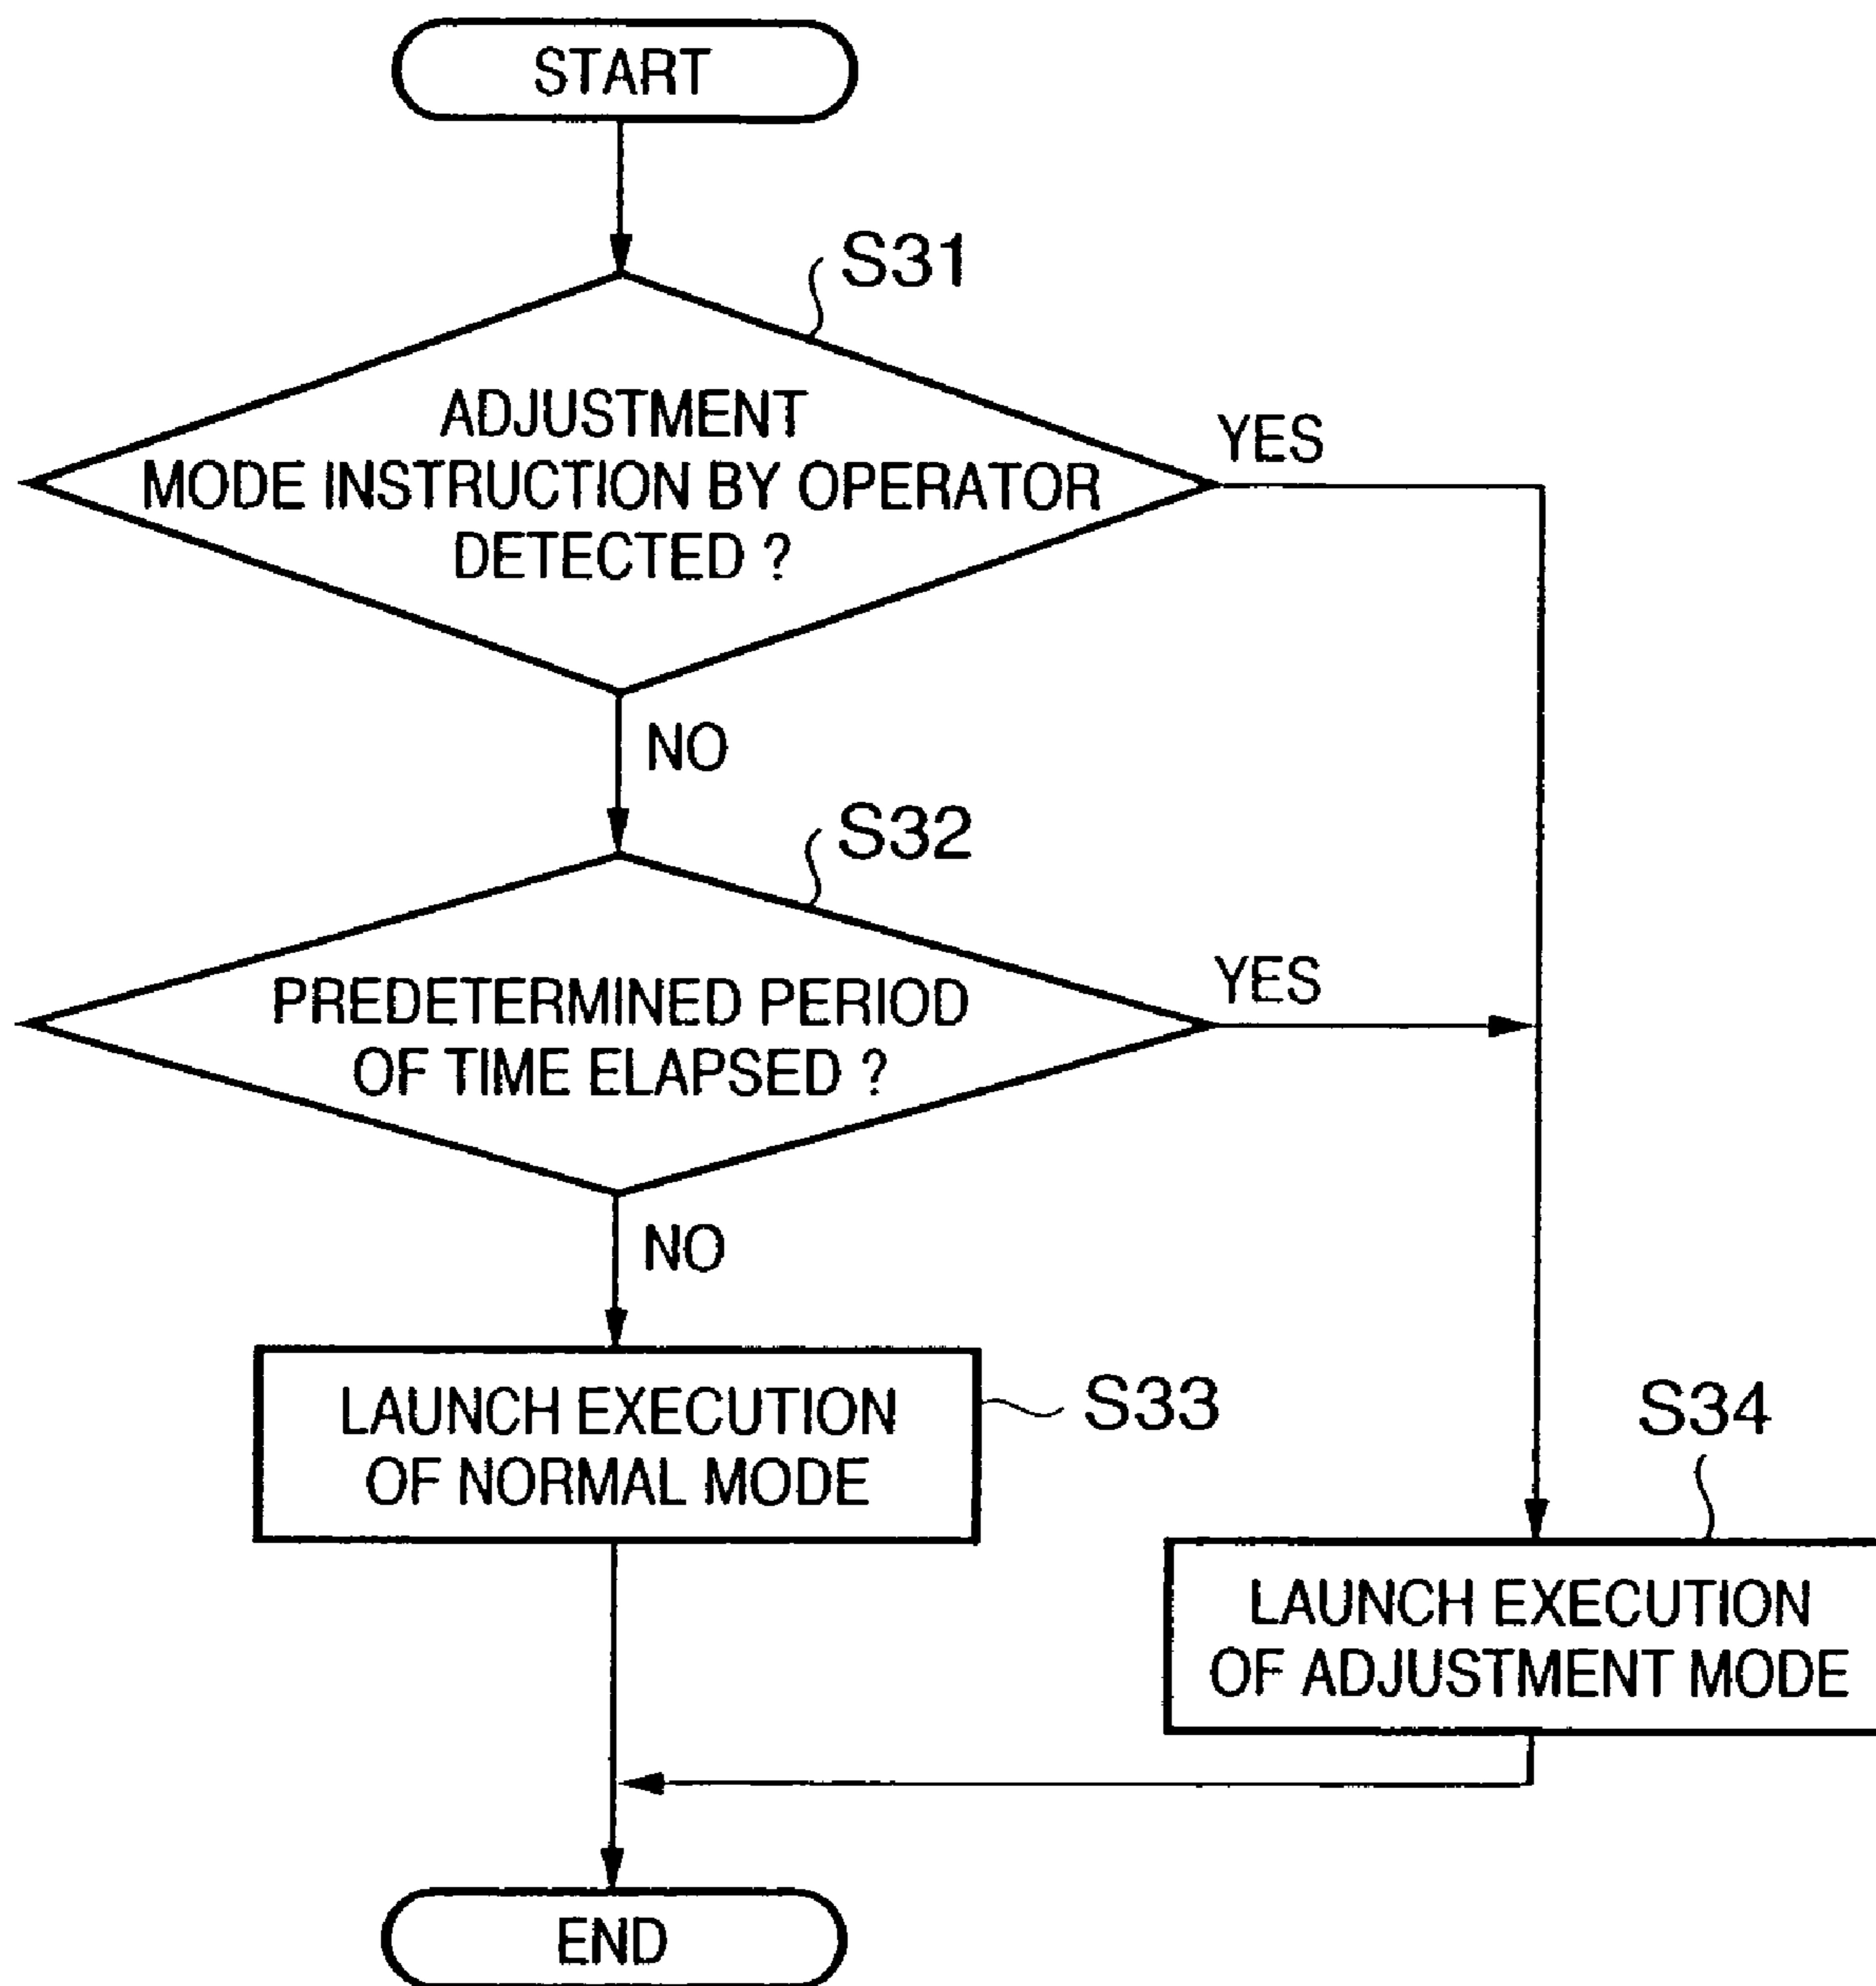 START
S31
ADJUSTMENT
MODE INSTRUCTION BY OPERATOR
DETECTED ?
YES
NO
S32
PREDETERMINED PERIOD
OF TIME ELAPSED ?
YES
NO
LAUNCH EXECUTION
OF NORMAL MODE
S33
S34
LAUNCH EXECUTION
OF ADJUSTMENT MODE
END